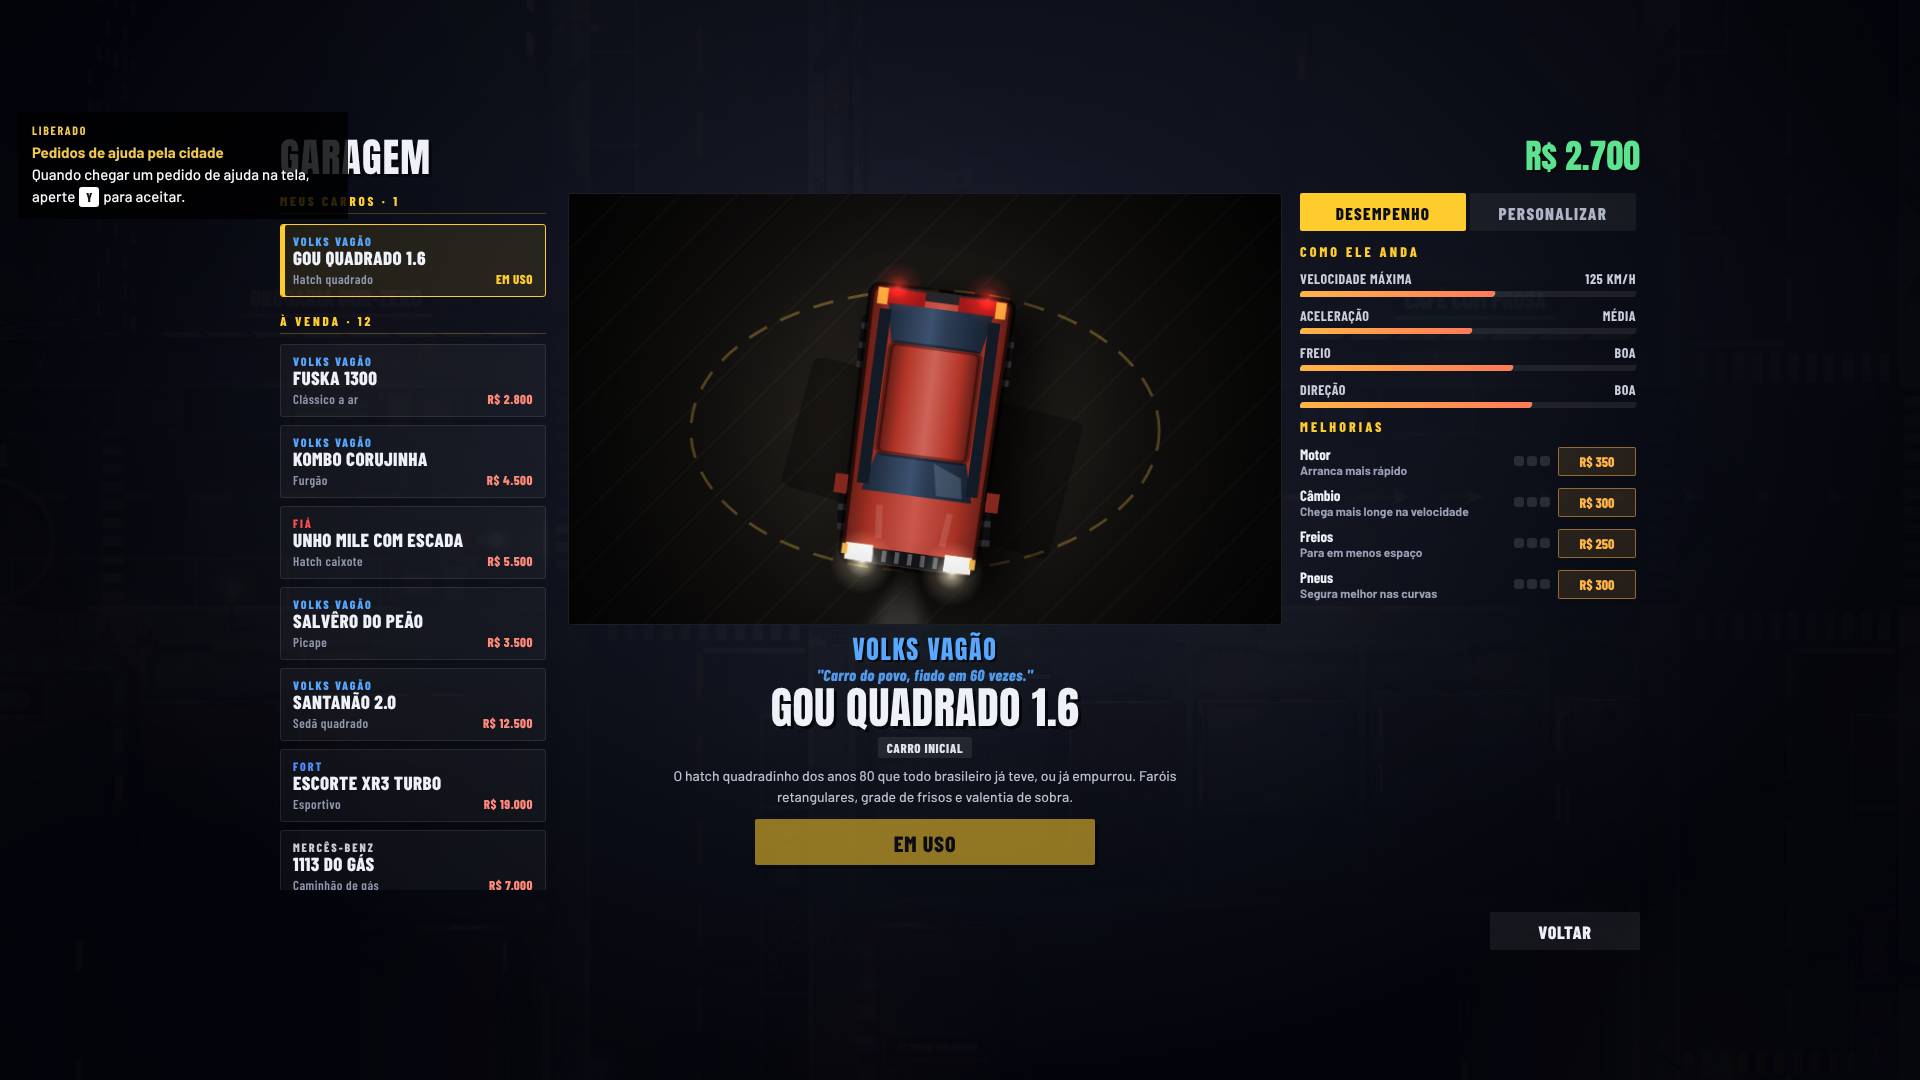 LIBERADO
Pedidos de ajuda pela cidade
Quando chegar um pedido de ajuda na tela,
aperte Y para aceitar.
GARAGEM
R$ 2.700
MEUS CARROS · 1
VOLKS VAGÃO
GOU QUADRADO 1.6
Hatch quadrado
EM USO
À VENDA · 12
VOLKS VAGÃO
FUSKA 1300
Clássico a ar
R$ 2.800
VOLKS VAGÃO
KOMBO CORUJINHA
Furgão
R$ 4.500
FIÁ
UNHO MILE COM ESCADA
Hatch caixote
R$ 5.500
VOLKS VAGÃO
SALVÊRO DO PEÃO
Picape
R$ 3.500
VOLKS VAGÃO
SANTANÃO 2.0
Sedã quadrado
R$ 12.500
FORT
ESCORTE XR3 TURBO
Esportivo
R$ 19.000
MERCÊS-BENZ
1113 DO GÁS
Caminhão de gás
R$ 7.000
VOLKS VAGÃO
"Carro do povo, fiado em 60 vezes."
GOU QUADRADO 1.6
CARRO INICIAL
O hatch quadradinho dos anos 80 que todo brasileiro já teve, ou já empurrou. Faróis
retangulares, grade de frisos e valentia de sobra.
EM USO
DESEMPENHO
PERSONALIZAR
COMO ELE ANDA
VELOCIDADE MÁXIMA
125 KM/H
ACELERAÇÃO
MÉDIA
FREIO
BOA
DIREÇÃO
BOA
MELHORIAS
Motor
Arranca mais rápido
R$ 350
Câmbio
Chega mais longe na velocidade
R$ 300
Freios
Para em menos espaço
R$ 250
Pneus
Segura melhor nas curvas
R$ 300
VOLTAR